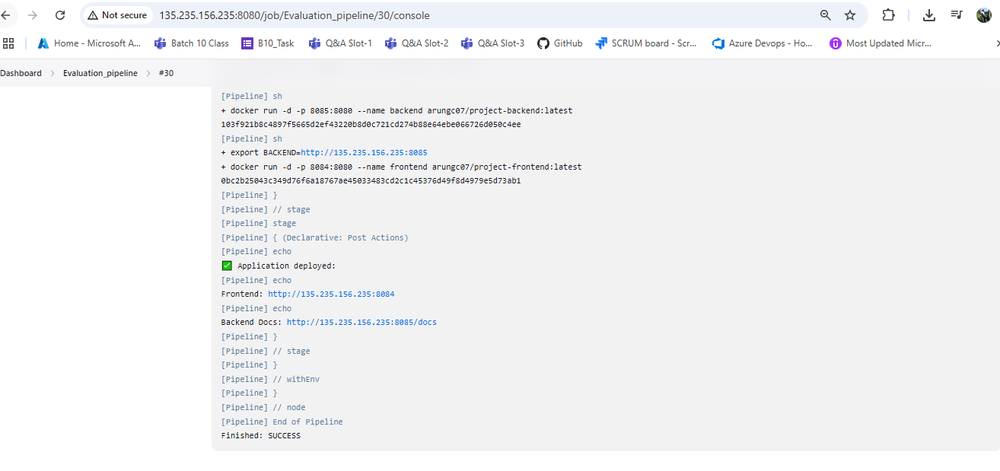 Not secure
135.235.156.235:8080/job/Evaluation_pipeline/30/console
Home - Microsoft A...
Batch 10 Class
B10_Task
Q&A Slot-1
Q&A Slot-2
Q&A Slot-3
GitHub
SCRUM board - Scr...
Azure Devops - Ho...
Most Updated Micr...
Dashboard > Evaluation_pipeline > #30
[Pipeline] sh
+ docker run -d -p 8085:8080 --name backend arungc07/project-backend:latest
103f921b8c4897f5665d2ef43220b8d0c721cd274b88e64ebe066726d050c4ee
[Pipeline] sh
+ export BACKEND=http://135.235.156.235:8085
+ docker run -d -p 8084:8080 --name frontend arungc07/project-frontend:latest
0bc2b25043c349d76f6a18767ae45033483cd2c1c45376d49f8d4979e5d73ab1
[Pipeline] }
[Pipeline] // stage
[Pipeline] stage
[Pipeline] { (Declarative: Post Actions)
[Pipeline] echo
✅ Application deployed:
[Pipeline] echo
Frontend: http://135.235.156.235:8084
[Pipeline] echo
Backend Docs: http://135.235.156.235:8085/docs
[Pipeline] }
[Pipeline] // stage
[Pipeline] }
[Pipeline] // withEnv
[Pipeline] }
[Pipeline] // node
[Pipeline] End of Pipeline
Finished: SUCCESS